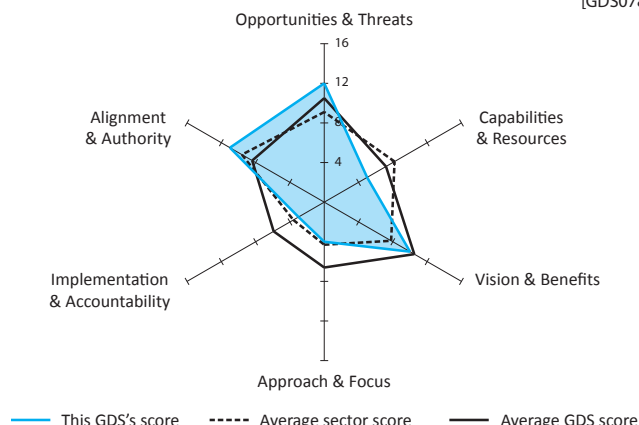 [GDS07a
Opportunities & Threats
16
12
8
4
Alignment
& Authority
Capabilities
& Resources
Implementation
& Accountability
Vision & Benefits
Approach & Focus
This GDS's score
Average sector score
Average GDS score